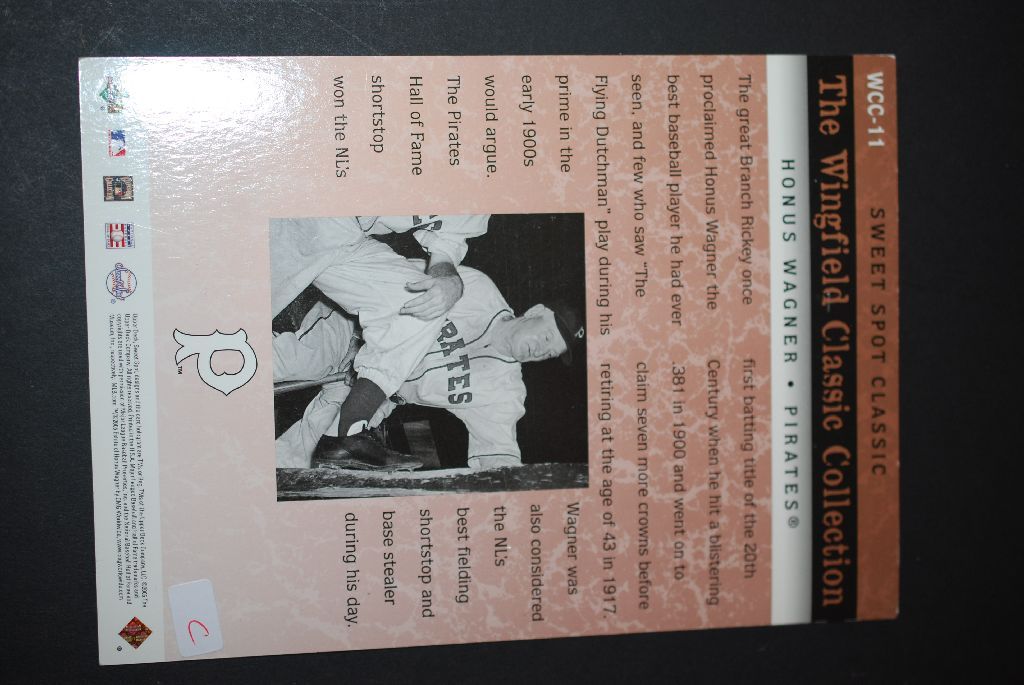 WCC-11
SWEET SPOT CLASSIC
The Wingfield Classic Collection
HONUS WAGNER • PIRATES®
The great Branch Rickey once
proclaimed Honus Wagner the
best baseball player he had ever
seen, and few who saw "The
Flying Dutchman" play during his
prime in the
early 1900s
would argue.
The Pirates
Hall of Fame
shortstop
won the NL's
first batting title of the 20th
Century when he hit a blistering
.381 in 1900 and went on to
claim seven more crowns before
retiring at the age of 43 in 1917.
Wagner was
also considered
the NL's
best fielding
shortstop and
base stealer
during his day.
RATES
P
P™
C